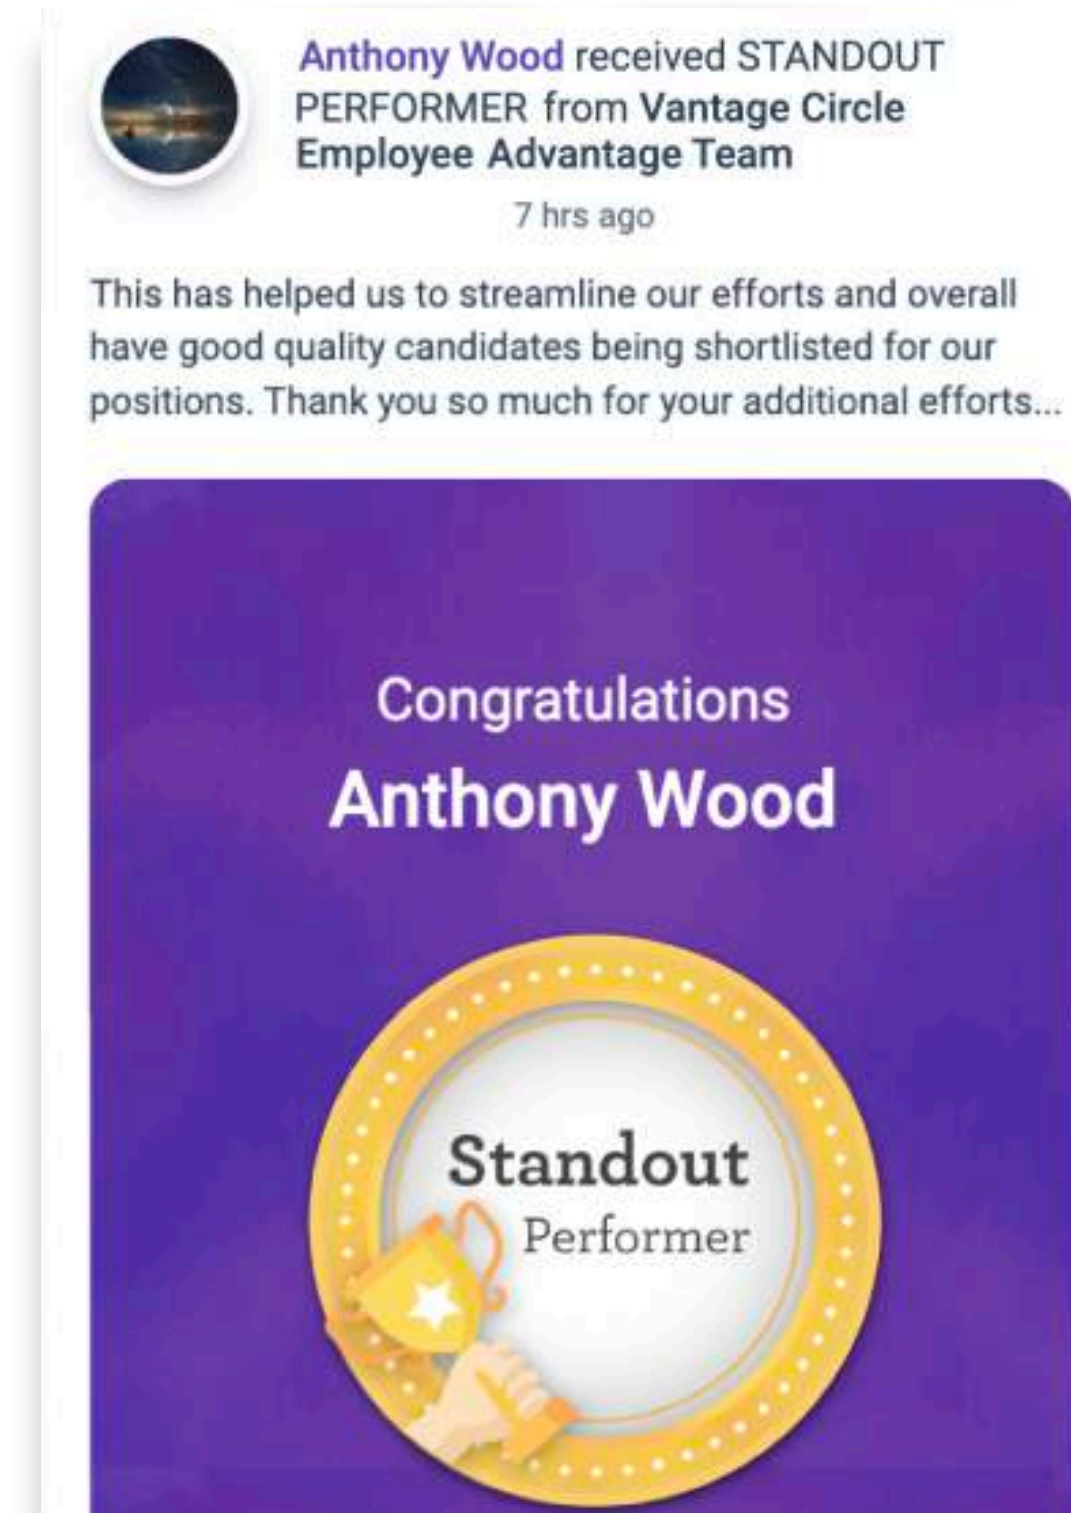 Anthony Wood received STANDOUT
PERFORMER from Vantage Circle
Employee Advantage Team
7 hrs ago
This has helped us to streamline our efforts and overall
have good quality candidates being shortlisted for our
positions. Thank you so much for your additional efforts...
Congratulations
Anthony Wood
Standout
Performer